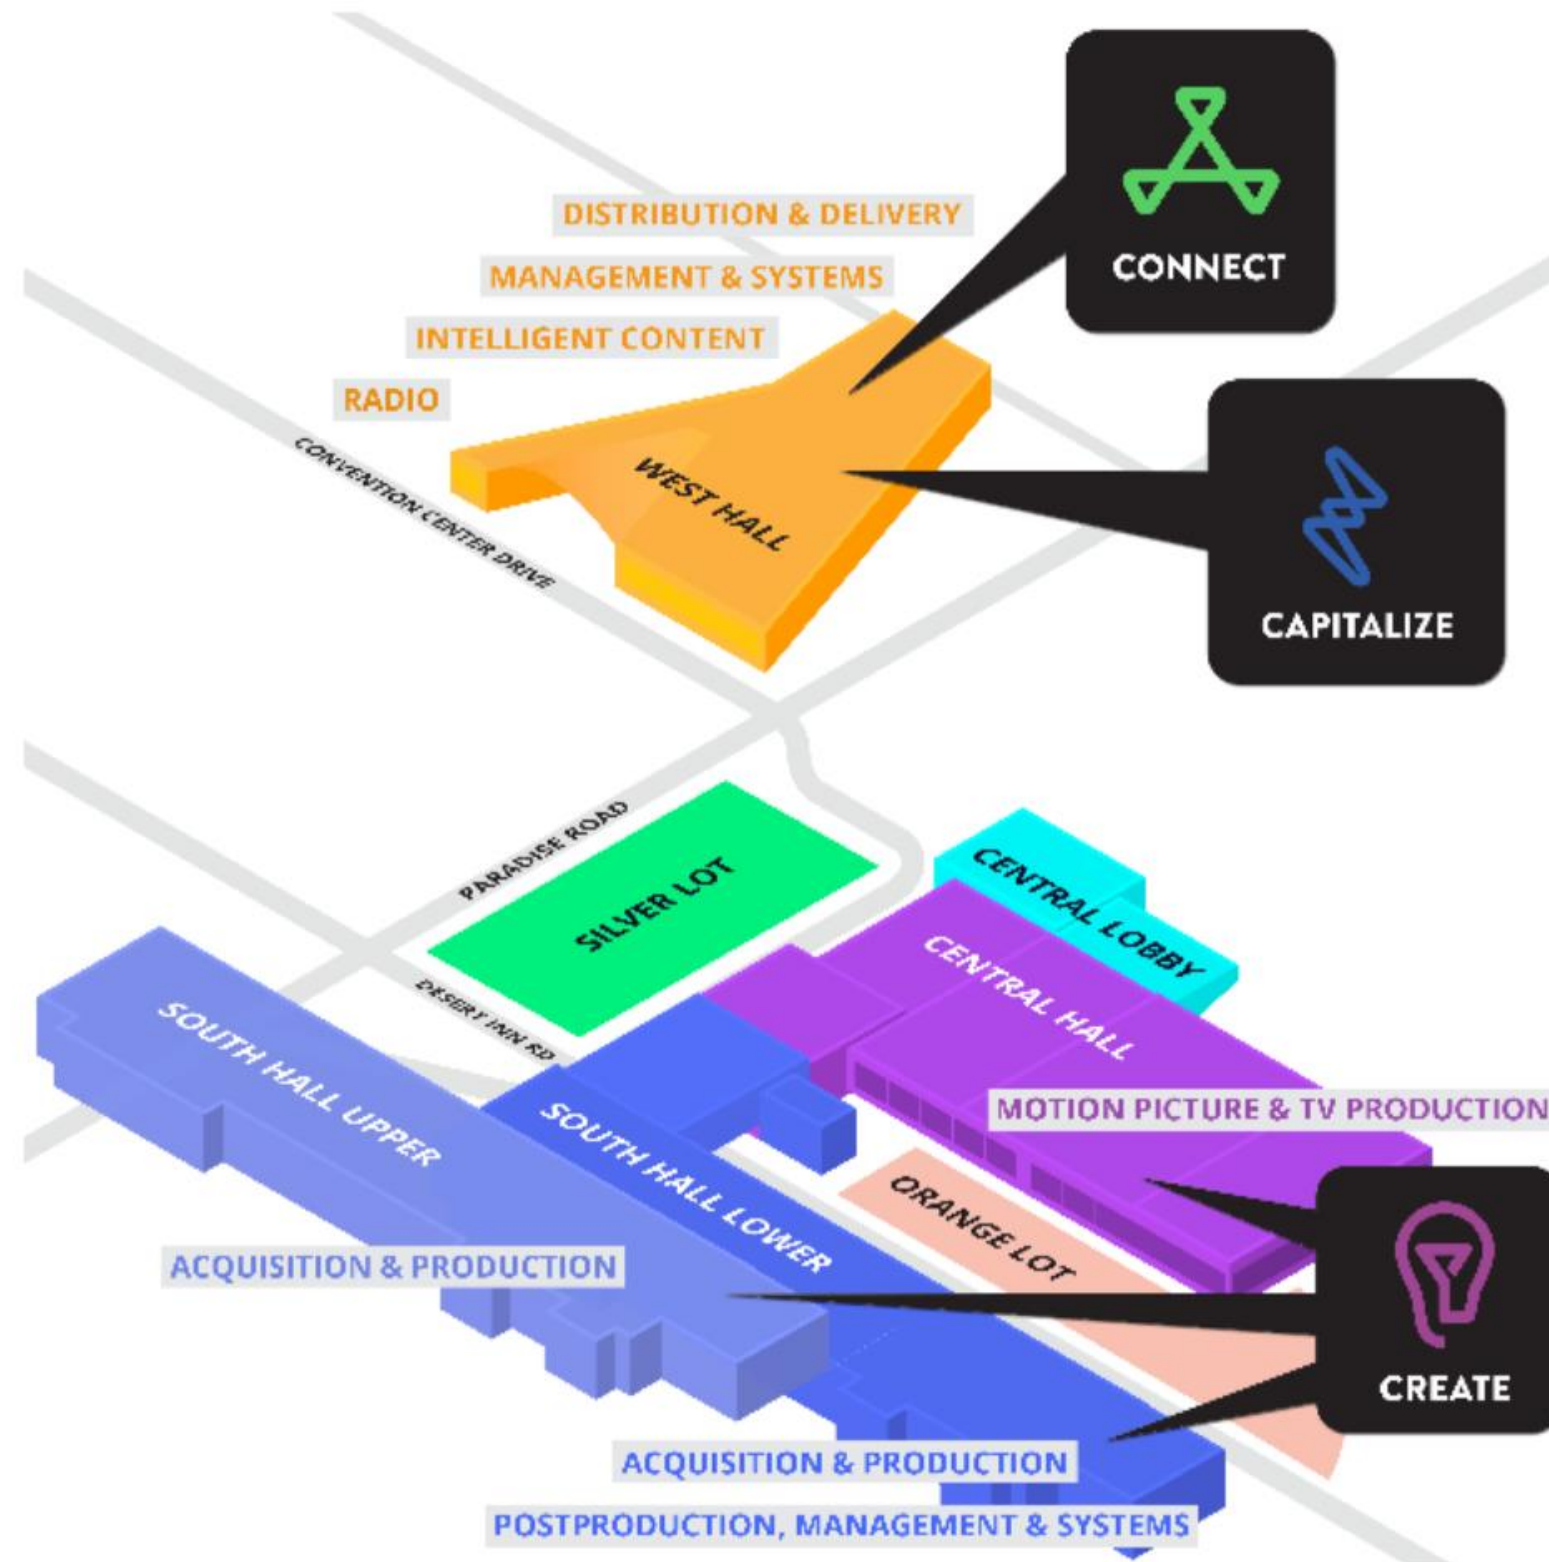 CONNECT
DISTRIBUTION & DELIVERY
MANAGEMENT & SYSTEMS
INTELLIGENT CONTENT
RADIO
CONVENTION CENTER DRIVE
WEST HALL
CAPITALIZE
PARADISE ROAD
SILVER LOT
CENTRAL LOBBY
CENTRAL HALL
DESERT INN RD
SOUTH HALL UPPER
SOUTH HALL LOWER
MOTION PICTURE & TV PRODUCTION
ORANGE LOT
ACQUISITION & PRODUCTION
CREATE
ACQUISITION & PRODUCTION
POSTPRODUCTION, MANAGEMENT & SYSTEMS